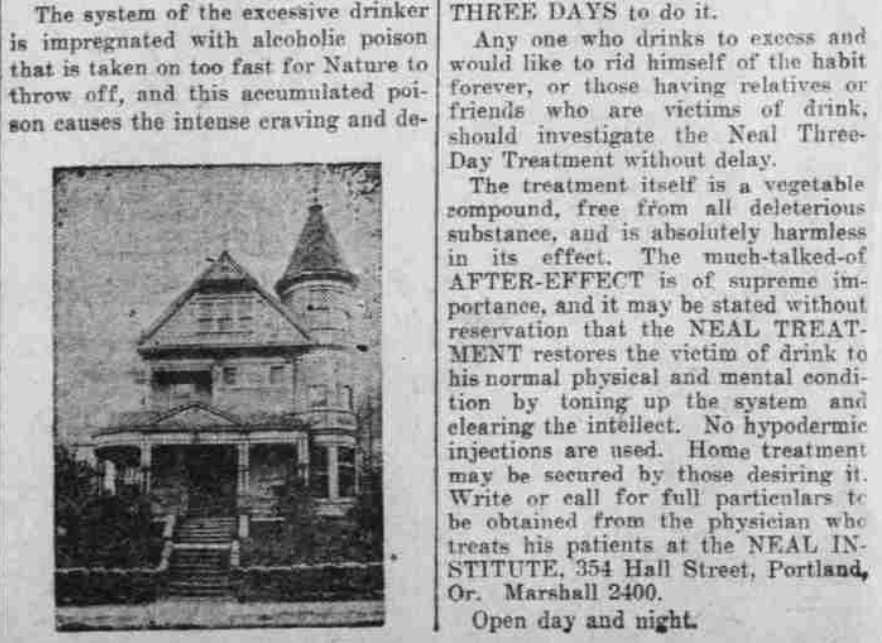 The system of the excessive drinker
is impregnated with alcoholic poison
that is taken on too fast for Nature to
throw off, and this accumulated poi-
son causes the intense craving and de-
THREE DAYS to do it.
Any one who drinks to excess and
would like to rid himself of the habit
forever, or those having relatives or
friends who are victims of drink,
should investigate the Neal Three-
Day Treatment without delay.
The treatment itself is a vegetable
compound, free from all deleterious
substance, and is absolutely harmless
in its effect. The much-talked-of
AFTER-EFFECT is of supreme im-
portance, and it may be stated without
reservation that the NEAL TREAT-
MENT restores the victim of drink to
his normal physical and mental condi-
tion by toning up the system and
clearing the intellect. No hypodermic
injections are used. Home treatment
may be secured by those desiring it.
Write or call for full particulars to
be obtained from the physician who
treats his patients at the NEAL IN-
STITUTE, 354 Hall Street, Portland,
Or. Marshall 2400.
Open day and night.